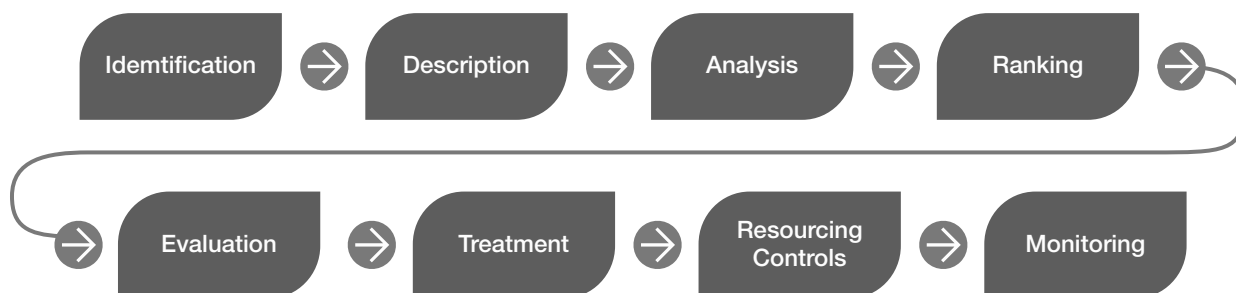 Idemtification
Description
Analysis
Ranking
Evaluation
Treatment
Resourcing
Controls
Monitoring